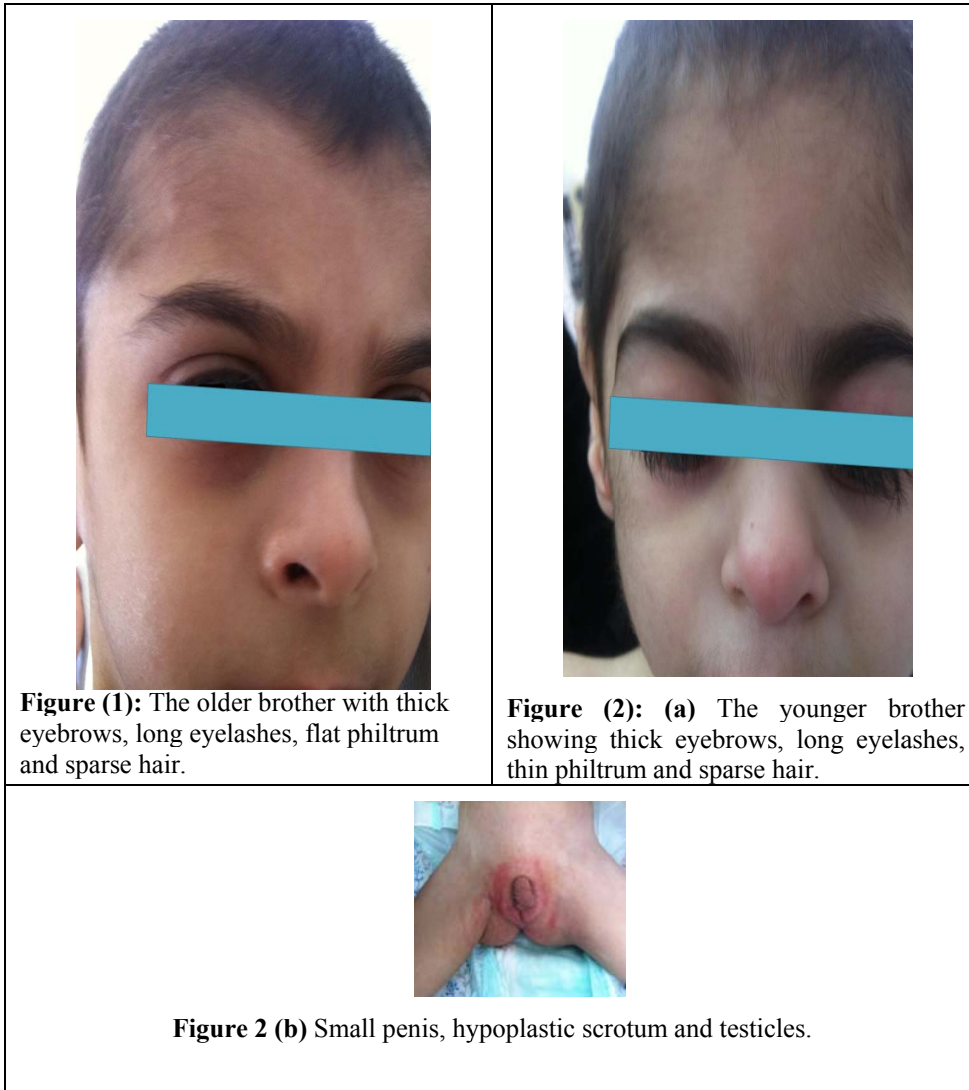 Figure (1): The older brother with thick
eyebrows, long eyelashes, flat philtrum
and sparse hair.
Figure (2): (a) The younger brother
showing thick eyebrows, long eyelashes,
thin philtrum and sparse hair.
Figure 2 (b) Small penis, hypoplastic scrotum and testicles.